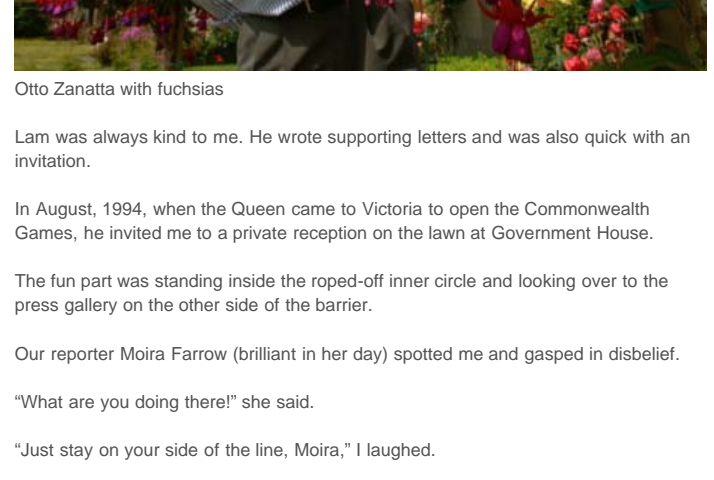 Otto Zanatta with fuchsias
Lam was always kind to me. He wrote supporting letters and was also quick with an
invitation.
In August, 1994, when the Queen came to Victoria to open the Commonwealth
Games, he invited me to a private reception on the lawn at Government House.
The fun part was standing inside the roped-off inner circle and looking over to the
press gallery on the other side of the barrier.
Our reporter Moira Farrow (brilliant in her day) spotted me and gasped in disbelief.
“What are you doing there!” she said.
“Just stay on your side of the line, Moira,” I laughed.